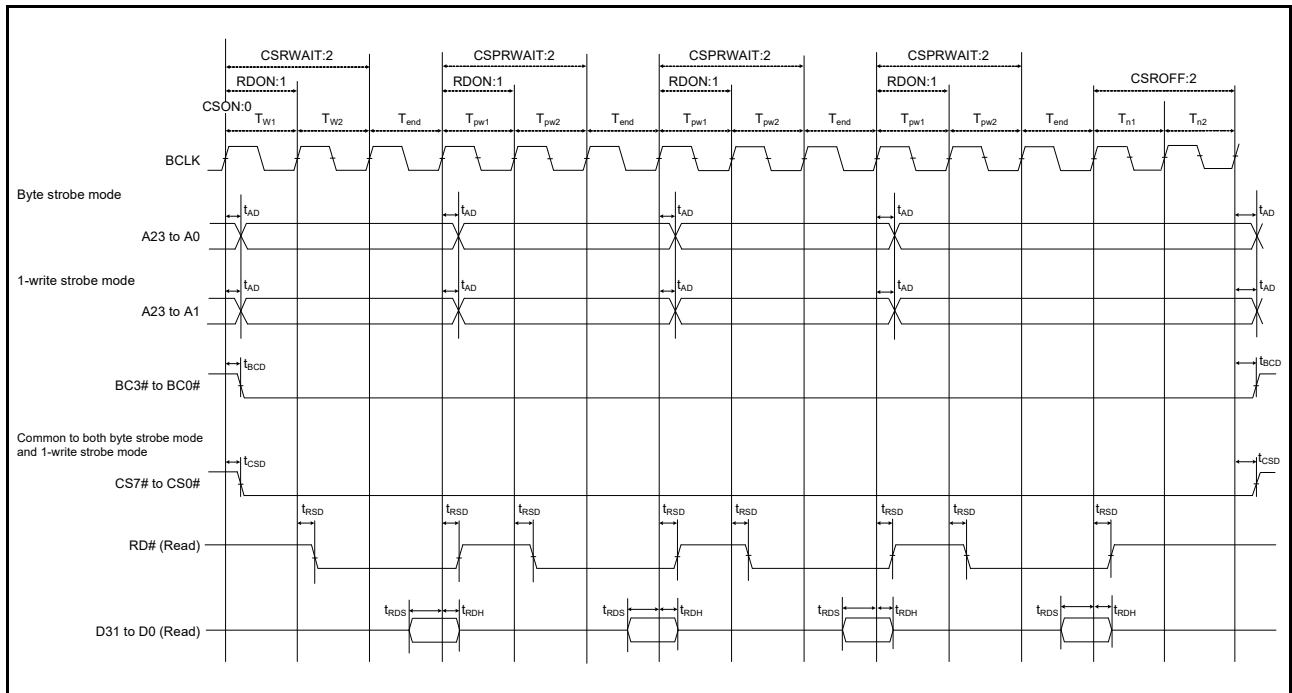 CSRWAIT:2 CSPRWAIT:2 CSPRWAIT:2 CSPRWAIT:2
RDON:1 RDON:1 RDON:1 RDON:1 CSROFF:2
CSON:0
TW1 TW2 Tend Tpw1 Tpw2 Tend Tpw1 Tpw2 Tend Tpw1 Tpw2 Tend Tn1 Tn2
BCLK
Byte strobe mode
tAD tAD tAD tAD tAD
A23 to A0
1-write strobe mode
tAD tAD tAD tAD tAD
A23 to A1
tBCD tBCD
BC3# to BC0#
Common to both byte strobe mode
and 1-write strobe mode
tCSD tCSD
CS7# to CS0#
tRSD tRSD tRSD tRSD tRSD tRSD tRSD tRSD
RD# (Read)
tRDS tRDH tRDS tRDH tRDS tRDH tRDS tRDH
D31 to D0 (Read)